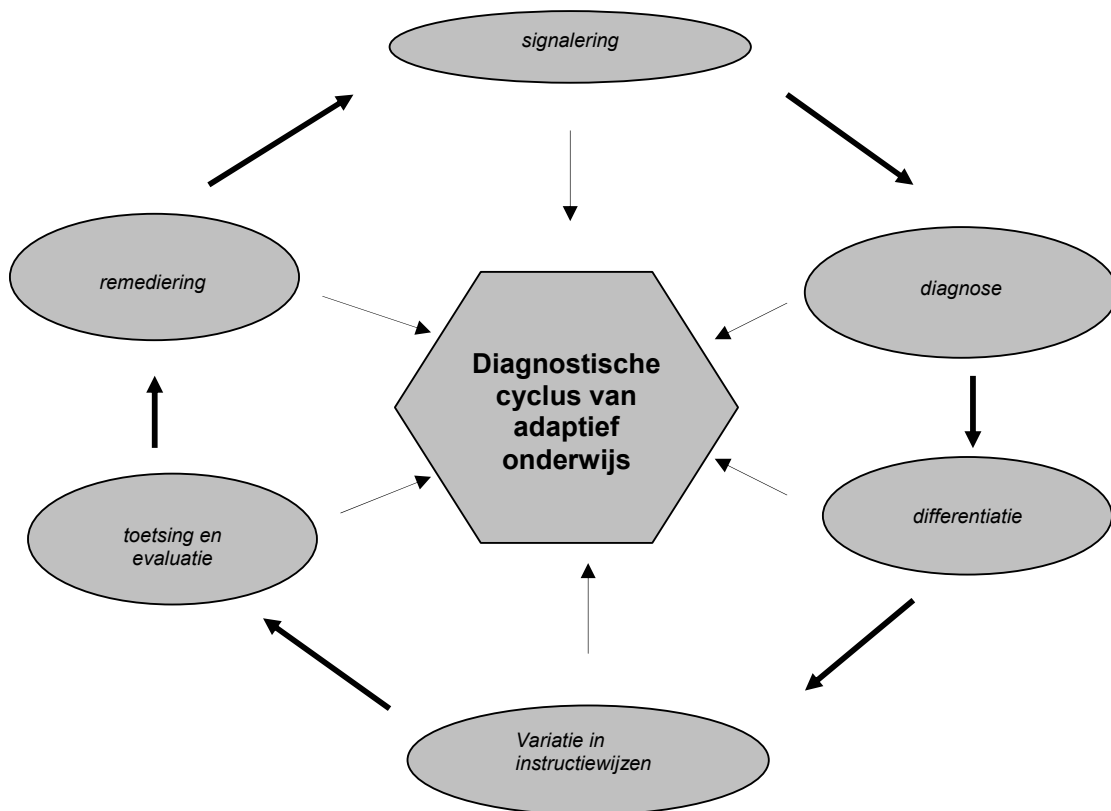 signalering
remediering
diagnose
Diagnostische
cyclus van
adaptief
onderwijs
toetsing en
evaluatie
differentiatie
Variatie in
instructiewijzen